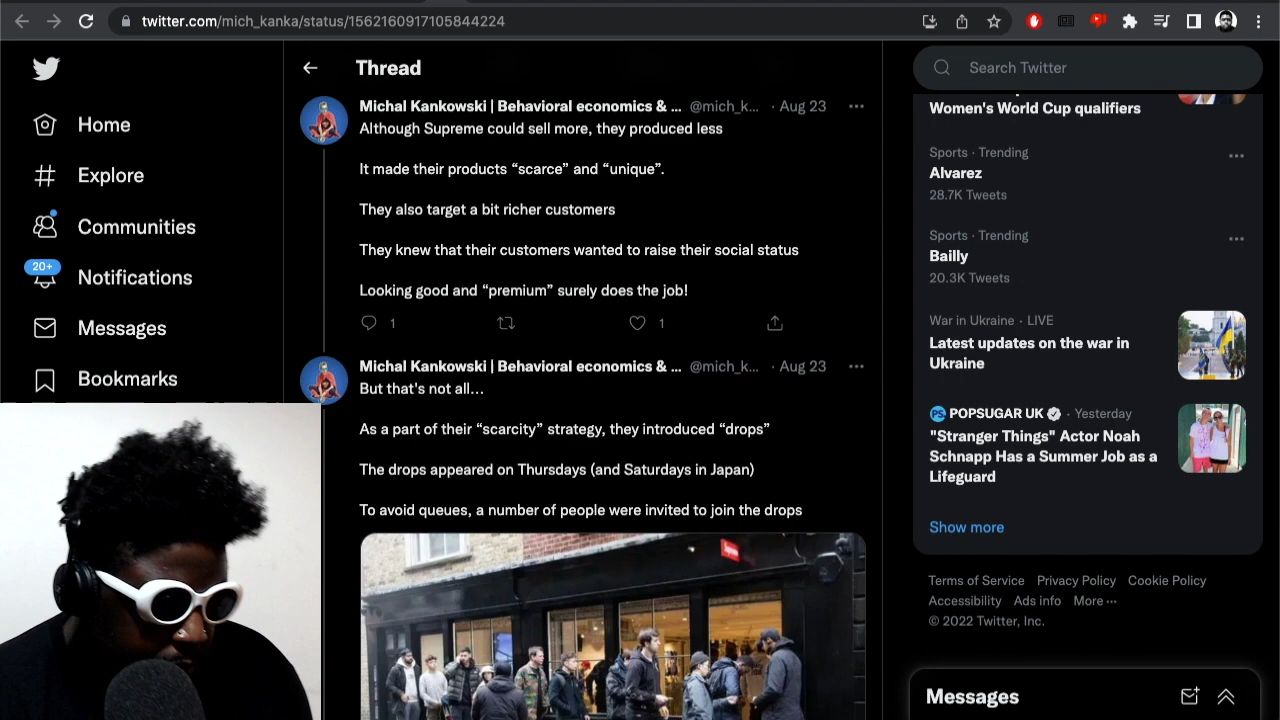 twitter.com/mich_kanka/status/1562160917105844224
Home
Explore
Communities
20+
Notifications
Messages
Bookmarks
Thread
Michal Kankowski | Behavioral economics & ... @mich_k... · Aug 23
Although Supreme could sell more, they produced less
It made their products “scarce” and “unique”.
They also target a bit richer customers
They knew that their customers wanted to raise their social status
Looking good and “premium” surely does the job!
1
1
Michal Kankowski | Behavioral economics & ... @mich_k... · Aug 23
But that's not all...
As a part of their “scarcity” strategy, they introduced “drops”
The drops appeared on Thursdays (and Saturdays in Japan)
To avoid queues, a number of people were invited to join the drops
Supreme
Search Twitter
Women's World Cup qualifiers
Sports · Trending
Alvarez
28.7K Tweets
Sports · Trending
Bailly
20.3K Tweets
War in Ukraine · LIVE
Latest updates on the war in
Ukraine
PS POPSUGAR UK · Yesterday
"Stranger Things" Actor Noah
Schnapp Has a Summer Job as a
Lifeguard
Show more
Terms of Service Privacy Policy Cookie Policy
Accessibility Ads info More ···
© 2022 Twitter, Inc.
Messages